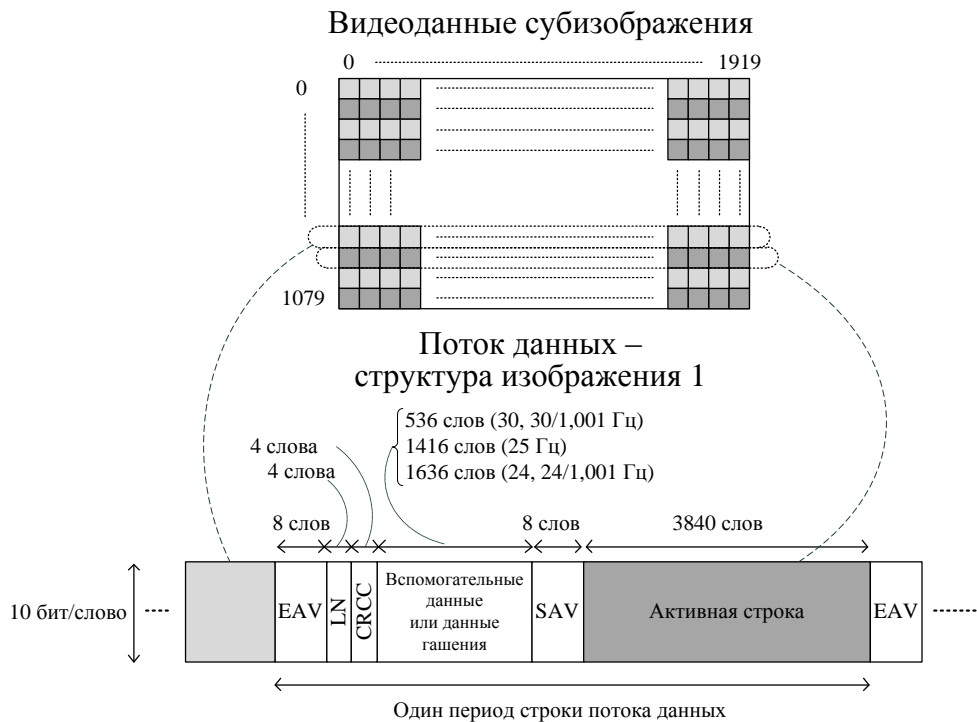 Видеоданные субизображения
0
1919
0
1079
Поток данных –
структура изображения 1
536 слов (30, 30/1,001 Гц)
1416 слов (25 Гц)
1636 слов (24, 24/1,001 Гц)
4 слова
4 слова
8 слов
8 слов
3840 слов
10 бит/слово
EAV
LN
CRCC
Вспомогательные
данные
или данные
гашения
SAV
Активная строка
EAV
Один период строки потока данных